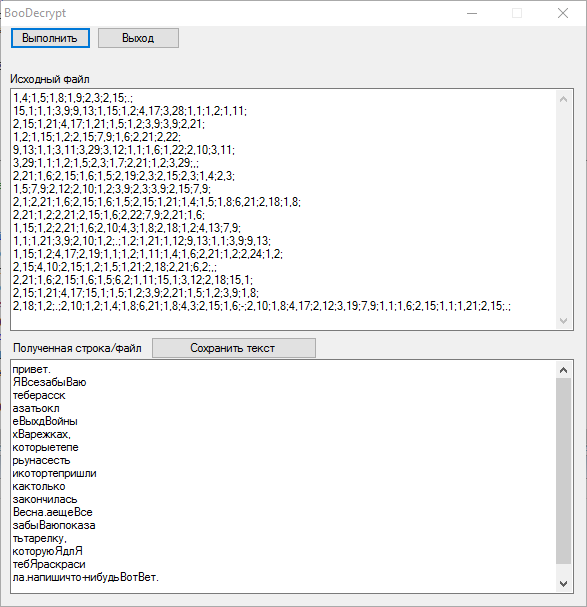 BooDecrypt
Выполнить Выход
Исходный файл
1,4;1,5;1,8;1,9;2,3;2,15;.;
15,1;1,1;3,9;9,13;1,15;1,2;4,17;3,28;1,1;1,2;1,11;
2,15;1,21;4,17;1,21;1,5;1,2;3,9;3,9;2,21;
1,2;1,15;1,2;2,15;7,9;1,6;2,21;2,22;
9,13;1,1;3,11;3,29;3,12;1,1;1,6;1,22;2,10;3,11;
3,29;1,1;1,2;1,5;2,3;1,7;2,21;1,2;3,29;,;
2,21;1,6;2,15;1,6;1,5;2,19;2,3;2,15;2,3;1,4;2,3;
1,5;7,9;2,12;2,10;1,2;3,9;2,3;3,9;2,15;7,9;
2,1;2,21;1,6;2,15;1,6;1,5;2,15;1,21;1,4;1,5;1,8;6,21;2,18;1,8;
2,21;1,2;2,21;2,15;1,6;2,22;7,9;2,21;1,6;
1,15;1,2;2,21;1,6;2,10;4,3;1,8;2,18;1,2;4,13;7,9;
1,1;1,21;3,9;2,10;1,2;.;1,2;1,21;1,12;9,13;1,1;3,9;9,13;
1,15;1,2;4,17;2,19;1,1;1,2;1,11;1,4;1,6;2,21;1,2;2,24;1,2;
2,15;4,10;2,15;1,2;1,5;1,21;2,18;2,21;6,2;,;
2,21;1,6;2,15;1,6;1,5;6,2;1,11;15,1;3,12;2,18;15,1;
2,15;1,21;4,17;15,1;1,5;1,2;3,9;2,21;1,5;1,2;3,9;1,8;
2,18;1,2;.;2,10;1,2;1,4;1,8;6,21;1,8;4,3;2,15;1,6;-;2,10;1,8;4,17;2,12;3,19;7,9;1,1;1,6;2,15;1,1;1,21;2,15;.;
Полученная строка/файл Сохранить текст
привет.
ЯВсезабыВаю
теберасск
азатьокл
еВыхдВойны
хВарежках,
которыетепе
рьунасесть
икотортепришли
кактолько
закончилась
Весна.аещеВсе
забыВаюпоказа
тьтарелку,
которуюЯдлЯ
тебЯраскраси
ла.напишичто-нибудьВотВет.